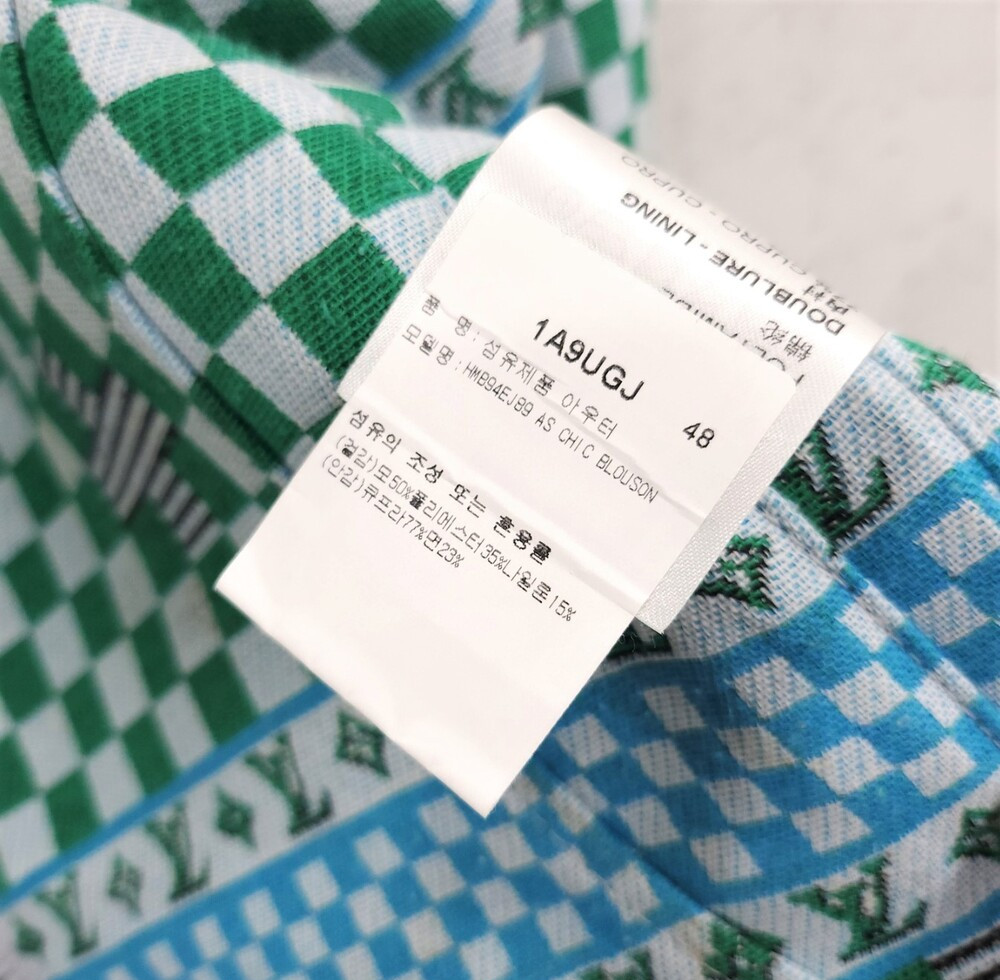 CUPRO
DOUBLURE - LINING
1A9UGJ
48
품 명 : 섬유제품 아우터
모델명 : HMB94EJ89 AS CHIC BLOUSON
섬유의 조성 또는 혼용률
(겉감)모50%폴리에스터35%나일론15%
(안감)큐프라77%면23%